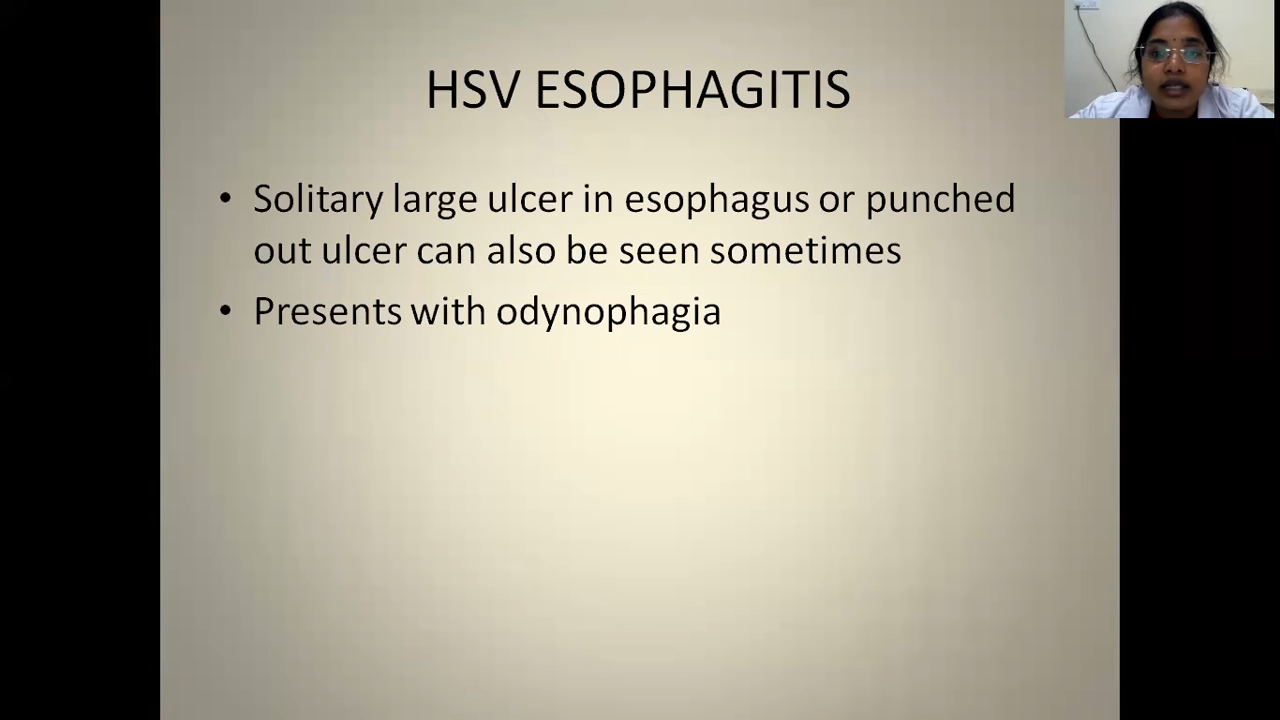 HSV ESOPHAGITIS
• Solitary large ulcer in esophagus or punched
out ulcer can also be seen sometimes
• Presents with odynophagia